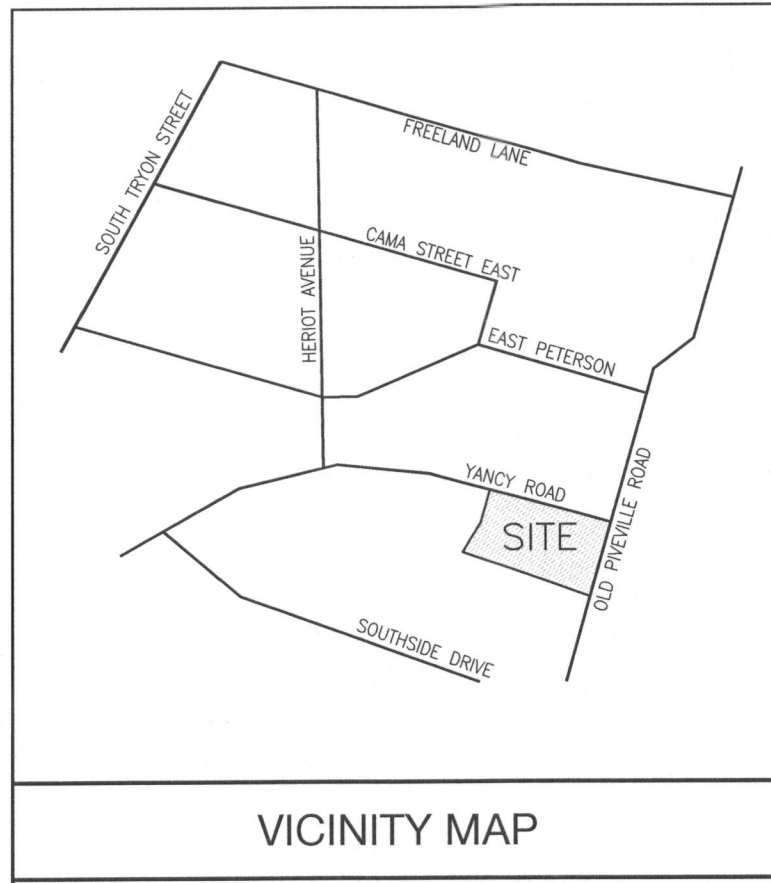 FREELAND LANE
SOUTH TRYON STREET
CAMA STREET EAST
HERIOT AVENUE
EAST PETERSON
YANCY ROAD
SITE
OLD PIVEVILLE ROAD
SOUTHSIDE DRIVE
VICINITY MAP